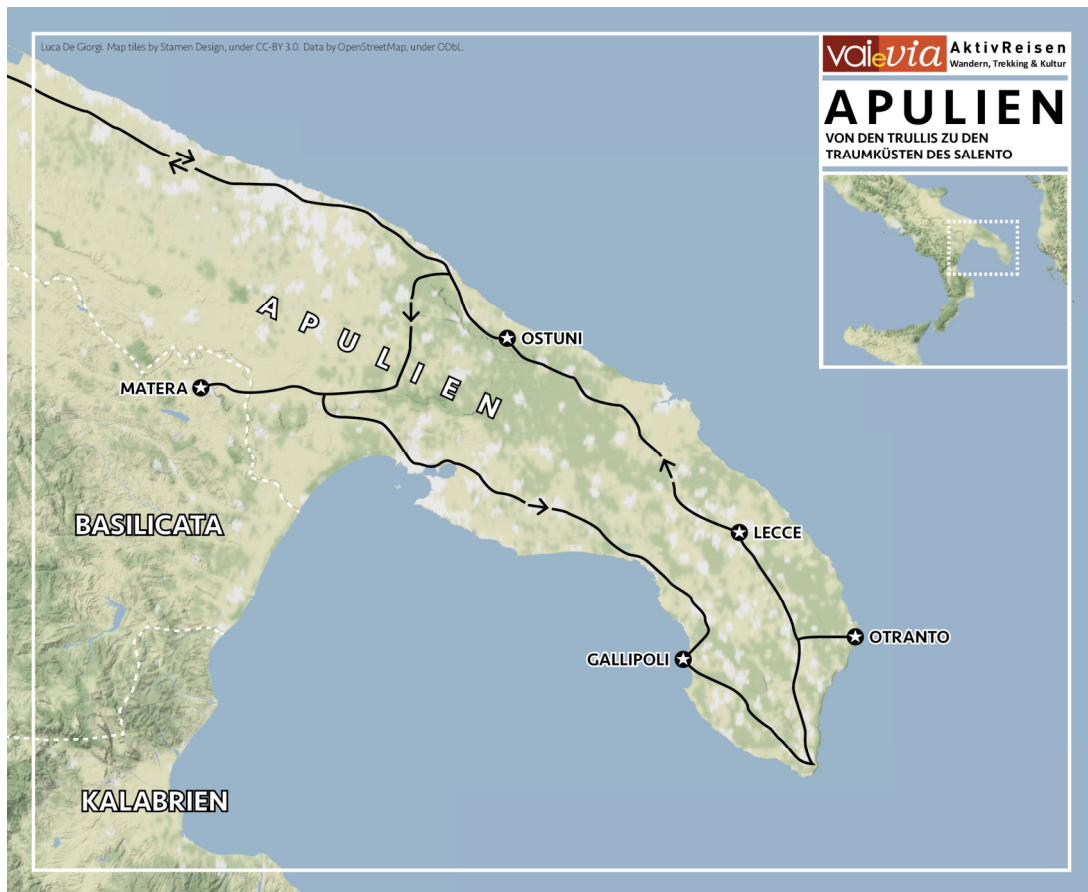 Luca De Giorgi. Map tiles by Stamen Design, under CC-BY 3.0. Data by OpenStreetMap, under ODbL.
vaievia AktivReisen
Wandern, Trekking & Kultur
APULIEN
VON DEN TRULLIS ZU DEN
TRAUMKÜSTEN DES SALENTO
APULIEN
OSTUNI
MATERA
BASILICATA
LECCE
OTRANTO
GALLIPOLI
KALABRIEN